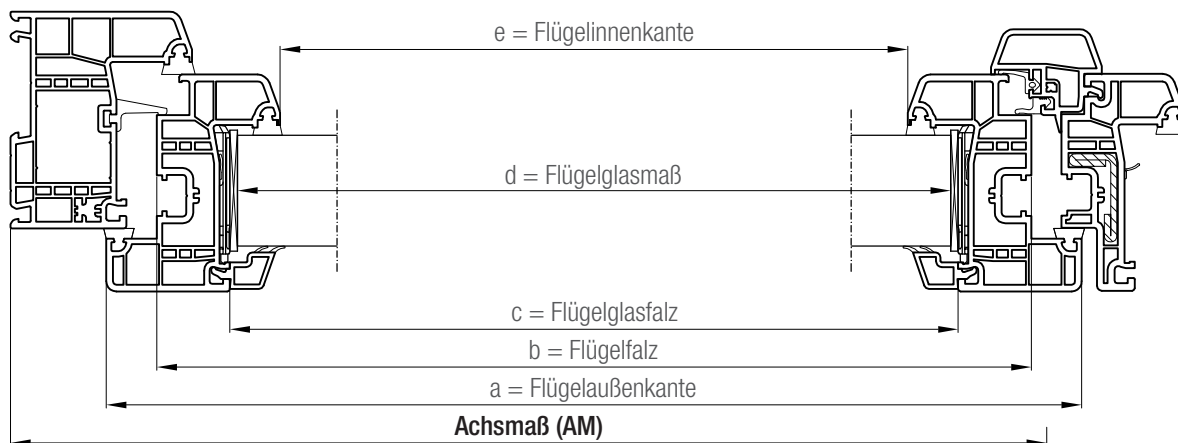 e = Flügelinnenkante
d = Flügelglasmaß
c = Flügelglasfalz
b = Flügelfalz
a = Flügelaußenkante
Achsmaß (AM)